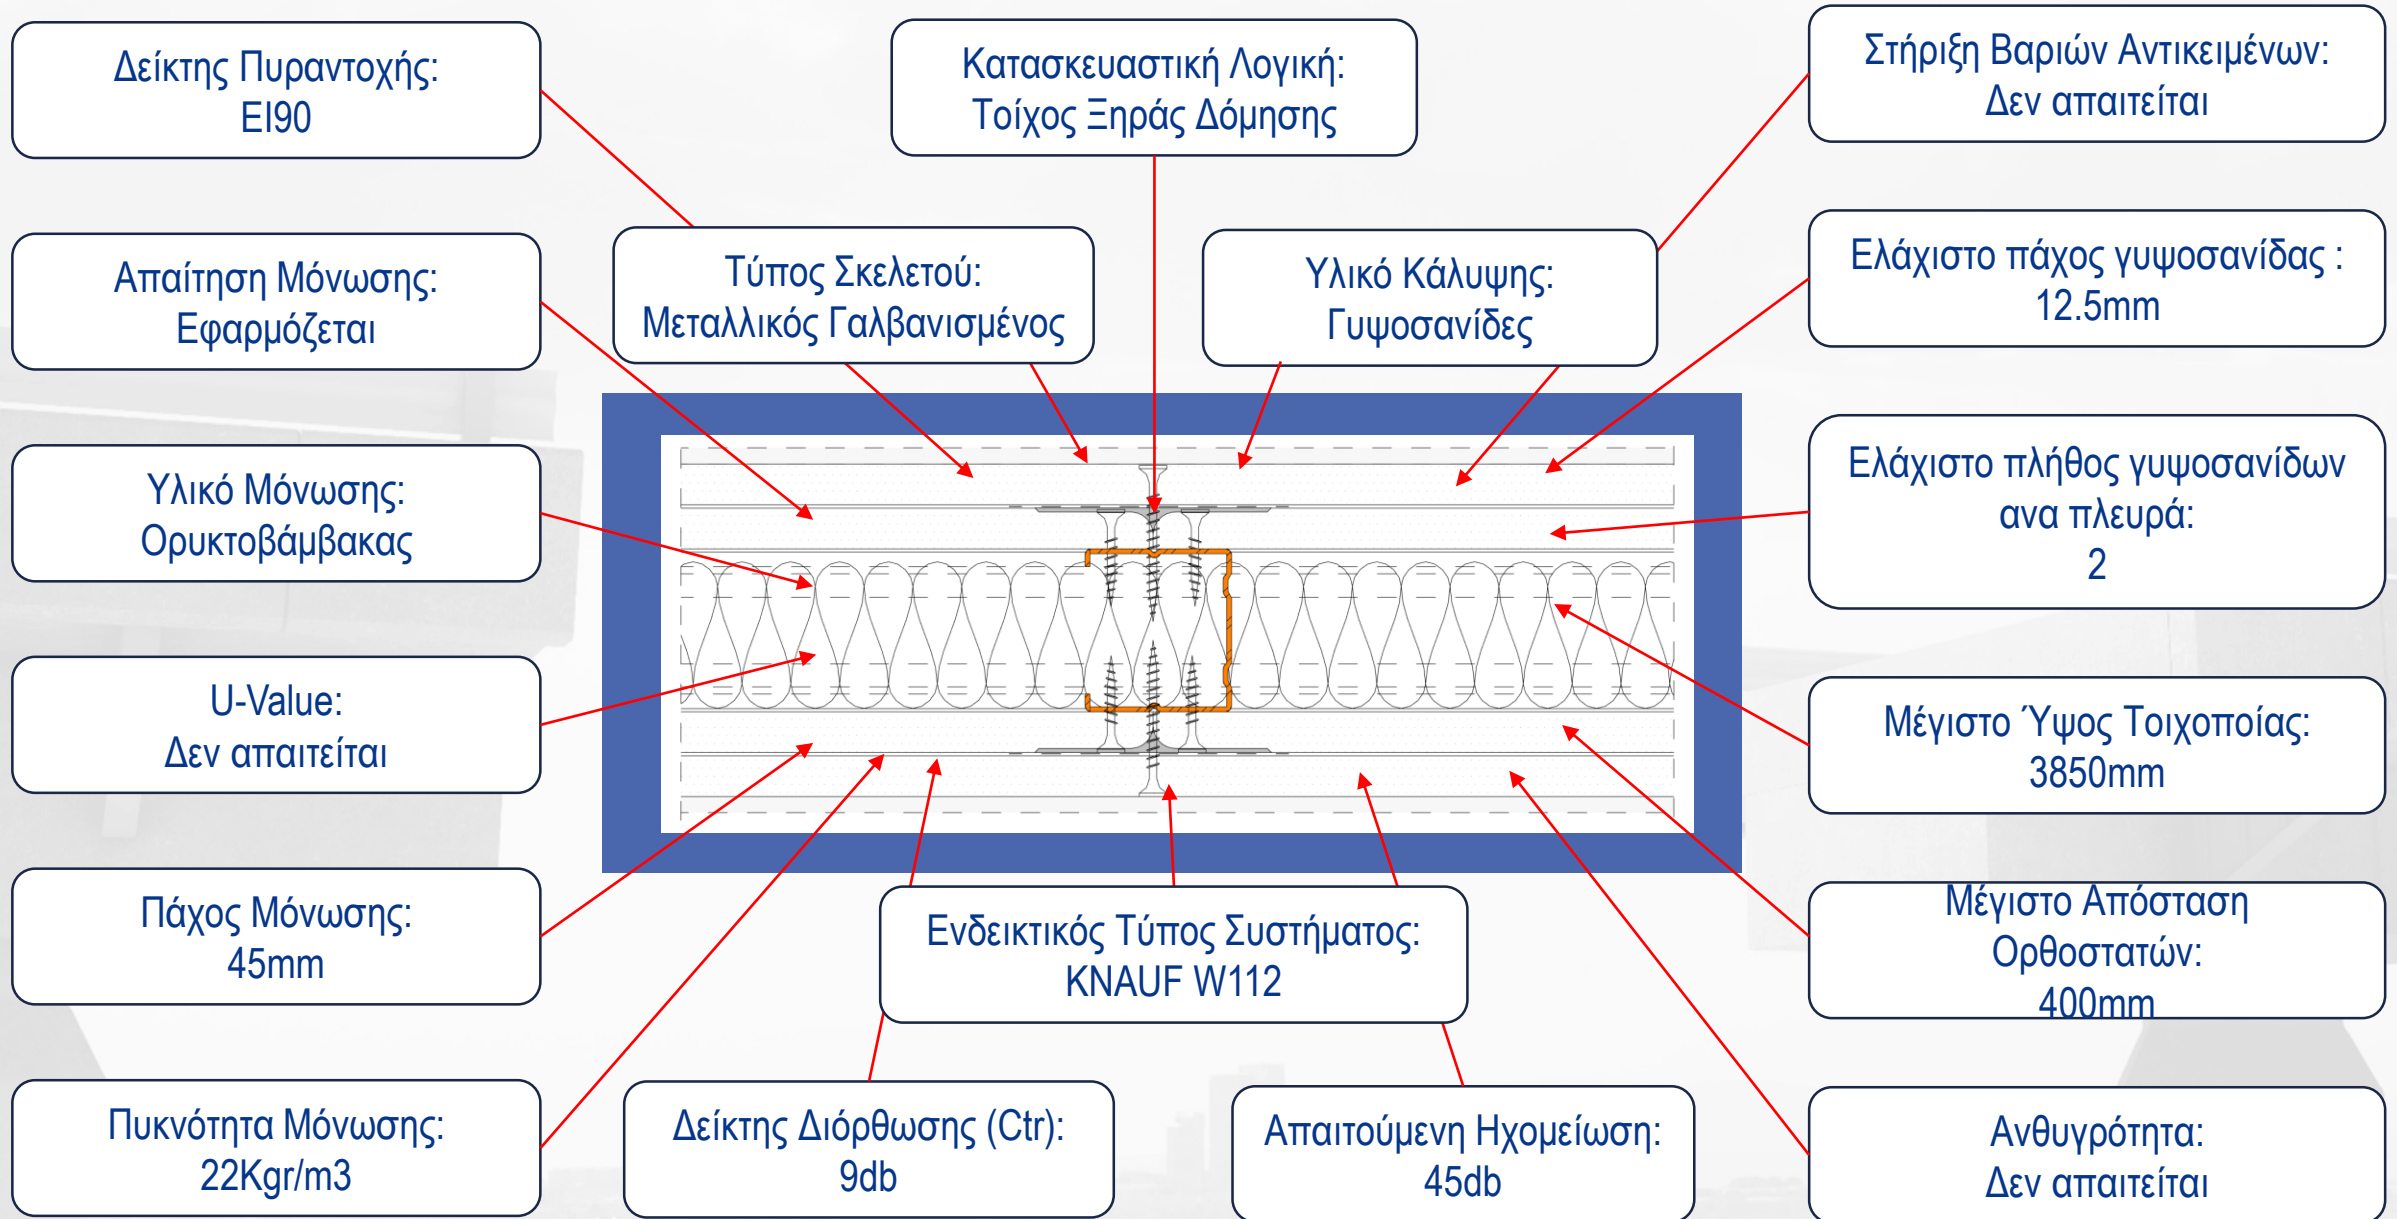 Δείκτης Πυραντοχής:
EI90
Κατασκευαστική Λογική:
Τοίχος Ξηράς Δόμησης
Στήριξη Βαριών Αντικειμένων:
Δεν απαιτείται
Απαίτηση Μόνωσης:
Εφαρμόζεται
Τύπος Σκελετού:
Μεταλλικός Γαλβανισμένος
Υλικό Κάλυψης:
Γυψοσανίδες
Ελάχιστο πάχος γυψοσανίδας :
12.5mm
Υλικό Μόνωσης:
Ορυκτοβάμβακας
Ελάχιστο πλήθος γυψοσανίδων
ανα πλευρά:
2
U-Value:
Δεν απαιτείται
Μέγιστο Ύψος Τοιχοποίας:
3850mm
Πάχος Μόνωσης:
45mm
Ενδεικτικός Τύπος Συστήματος:
KNAUF W112
Μέγιστο Απόσταση
Ορθοστατών:
400mm
Πυκνότητα Μόνωσης:
22Kgr/m3
Δείκτης Διόρθωσης (Ctr):
9db
Απαιτούμενη Ηχομείωση:
45db
Ανθυγρότητα:
Δεν απαιτείται